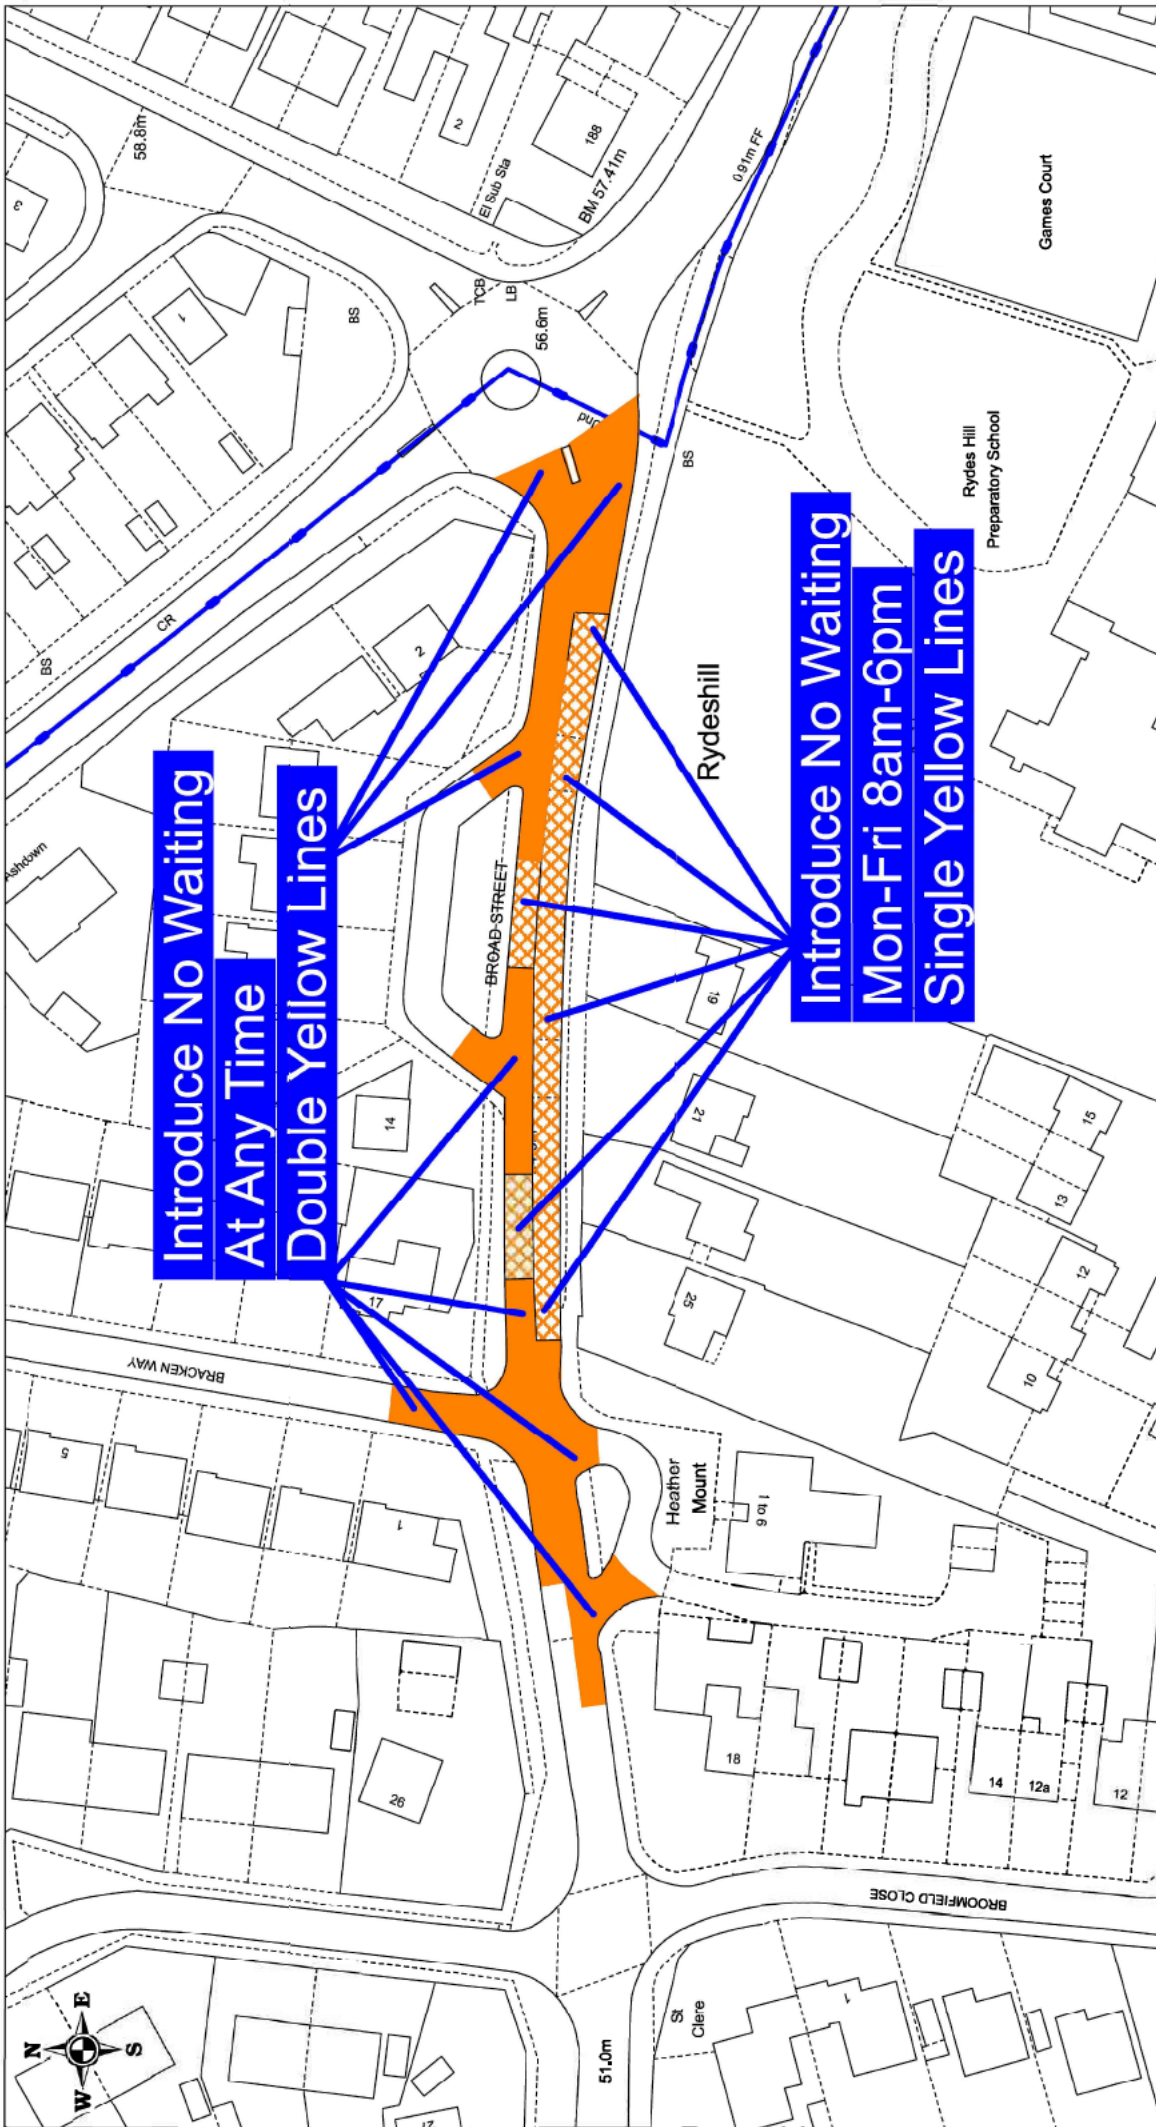 Introduce No Waiting
At Any Time
Double Yellow Lines
Introduce No Waiting
Mon-Fri 8am-6pm
Single Yellow Lines
N
E
S
W
BRACKEN WAY
BROAD STREET
BROOMFIELD CLOSE
Rydeshill
Rydes Hill
Preparatory School
Games Court
Heather
Mount
1 to 6
St
Clere
Ashdown
El Sub Sta
BM 57.41m
58.8m
56.6m
51.0m
0.91m FF
TCB
LB
BS
BS
BS
CR
Und
188
2
3
1
2
14
17
5
1
26
19
21
25
15
13
12
10
18
14
12a
12
1
21